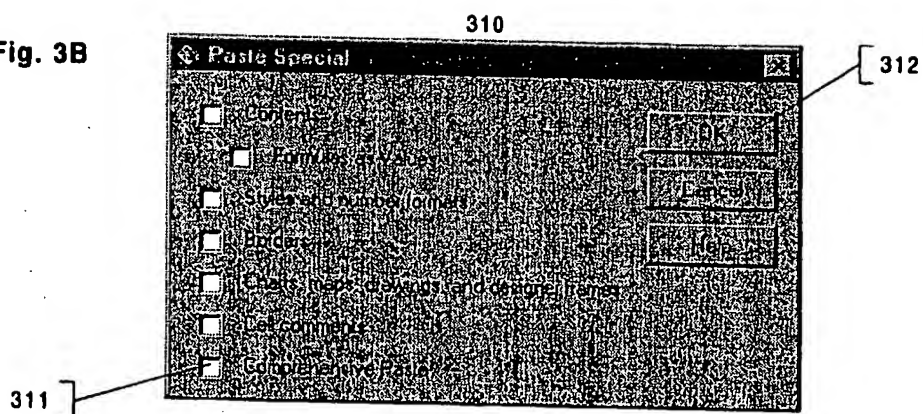 310
Fig. 3B
Paste Special
312
Contents
OK
Formulas as values
Cancel
Styles and number formats
Borders
Help
Charts, maps, drawings, and designer frames
Cell comments
Comprehensive Paste
311